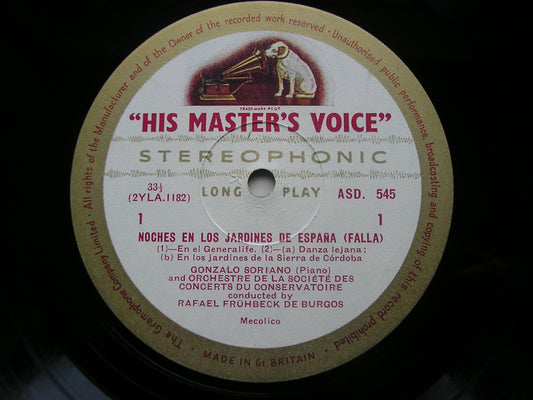 The Gramophone Company Limited · All rights of the Manufacturer and of the Owner of the recorded work reserved · Unauthorised public performance, broadcasting and copying of this record prohibited
TRADEMARK REGD
"HIS MASTER'S VOICE"
STEREOPHONIC
33⅓
(2YLA.1182)
LONG PLAY
ASD. 545
1
1
NOCHES EN LOS JARDINES DE ESPAÑA (FALLA)
(1)—En el Generalife. (2)—(a) Danza lejana;
(b) En los jardines de la Sierra de Córdoba
GONZALO SORIANO (Piano)
and ORCHESTRE DE LA SOCIÉTÉ DES
CONCERTS DU CONSERVATOIRE
conducted by
RAFAEL FRÜHBECK DE BURGOS
Mecolico
· MADE IN Gt. BRITAIN ·